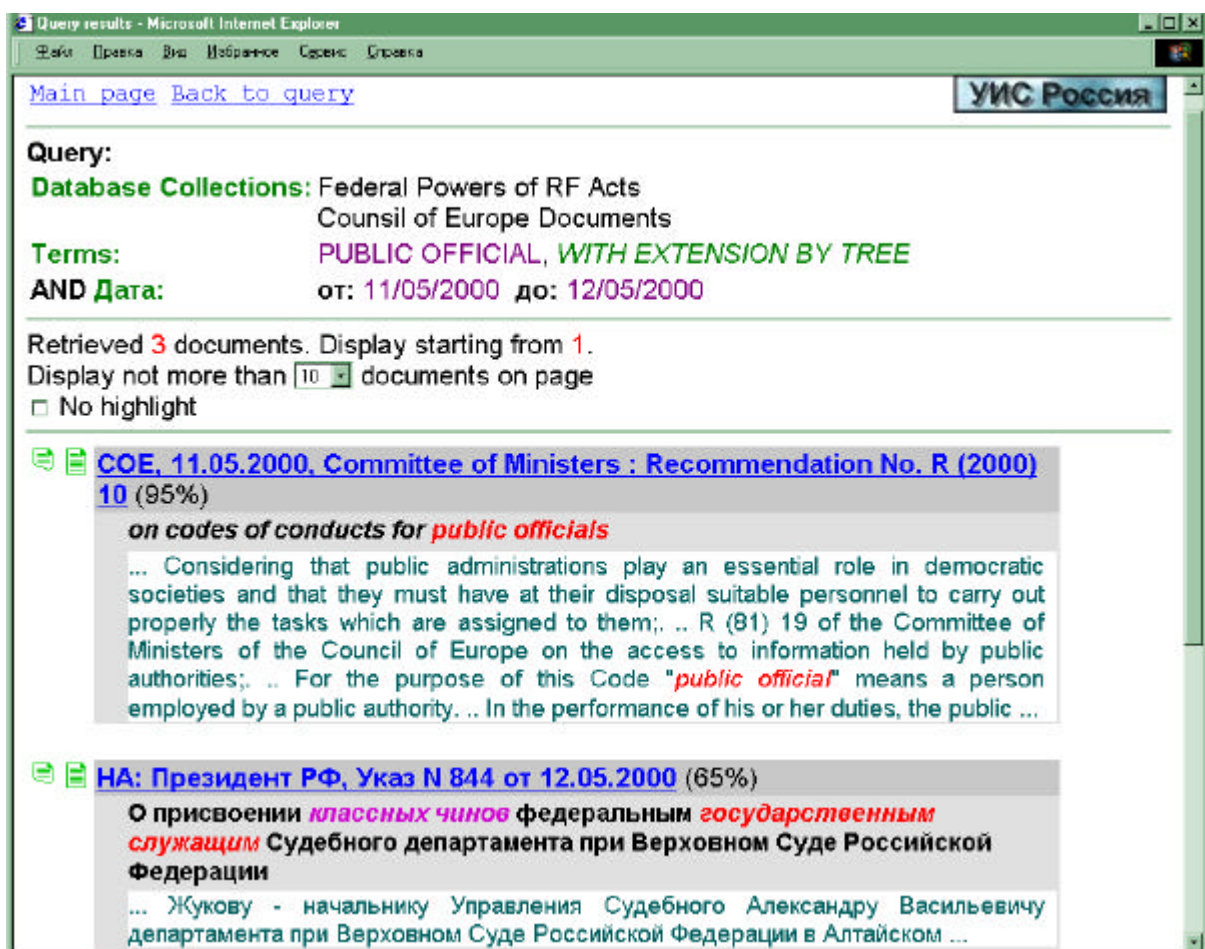 Query results - Microsoft Internet Explorer
Файл Правка Вид Избранное Сервис Справка
Main page Back to query
УИС Россия
Query:
Database Collections: Federal Powers of RF Acts
Counsil of Europe Documents
Terms: PUBLIC OFFICIAL, WITH EXTENSION BY TREE
AND Дата: от: 11/05/2000 до: 12/05/2000
Retrieved 3 documents. Display starting from 1.
Display not more than 10 documents on page
No highlight
COE, 11.05.2000, Committee of Ministers : Recommendation No. R (2000)
10 (95%)
on codes of conducts for public officials
... Considering that public administrations play an essential role in democratic
societies and that they must have at their disposal suitable personnel to carry out
properly the tasks which are assigned to them;. .. R (81) 19 of the Committee of
Ministers of the Council of Europe on the access to information held by public
authorities;. .. For the purpose of this Code "public official" means a person
employed by a public authority. .. In the performance of his or her duties, the public ...
НА: Президент РФ, Указ N 844 от 12.05.2000 (65%)
О присвоении классных чинов федеральным государственным
служащим Судебного департамента при Верховном Суде Российской
Федерации
... Жукову - начальнику Управления Судебного Александру Васильевичу
департамента при Верховном Суде Российской Федерации в Алтайском ...